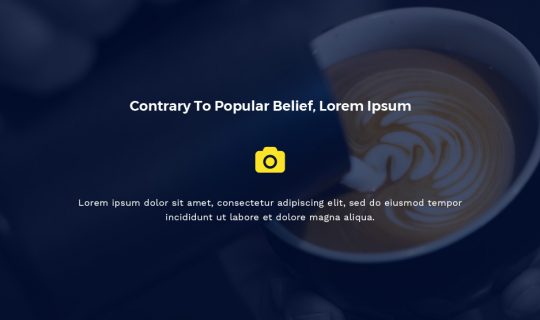 Contrary To Popular Belief, Lorem Ipsum
Lorem ipsum dolor sit amet, consectetur adipiscing elit, sed do eiusmod tempor
incididunt ut labore et dolore magna aliqua.